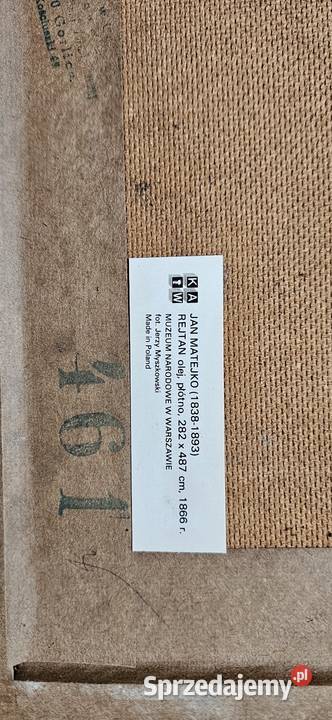 Gorlice
KA
tW
JAN MATEJKO (1838-1893)
REJTAN, olej, płótno, 282 x 487 cm, 1866 r.
MUZEUM NARODOWE W WARSZAWIE
fot. Jerzy Myszkowski
Made in Poland
461
Sprzedajemy.pl